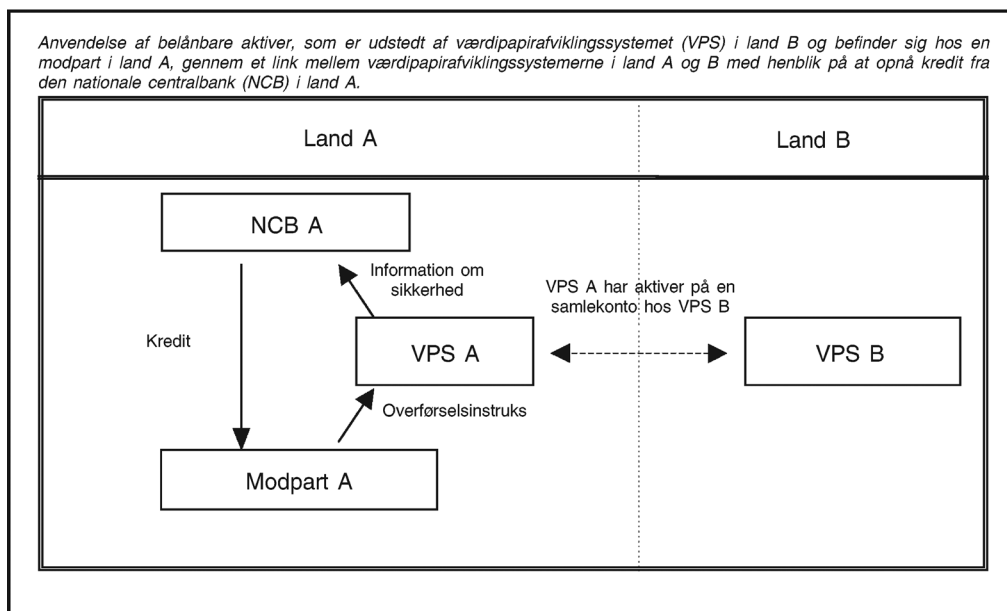 Anvendelse af belånbare aktiver, som er udstedt af værdipapirafviklingssystemet (VPS) i land B og befinder sig hos en
modpart i land A, gennem et link mellem værdipapirafviklingssystemerne i land A og B med henblik på at opnå kredit fra
den nationale centralbank (NCB) i land A.
Land A
Land B
NCB A
Information om
sikkerhed
VPS A har aktiver på en
samlekonto hos VPS B
Kredit
VPS A
VPS B
Overførselsinstruks
Modpart A